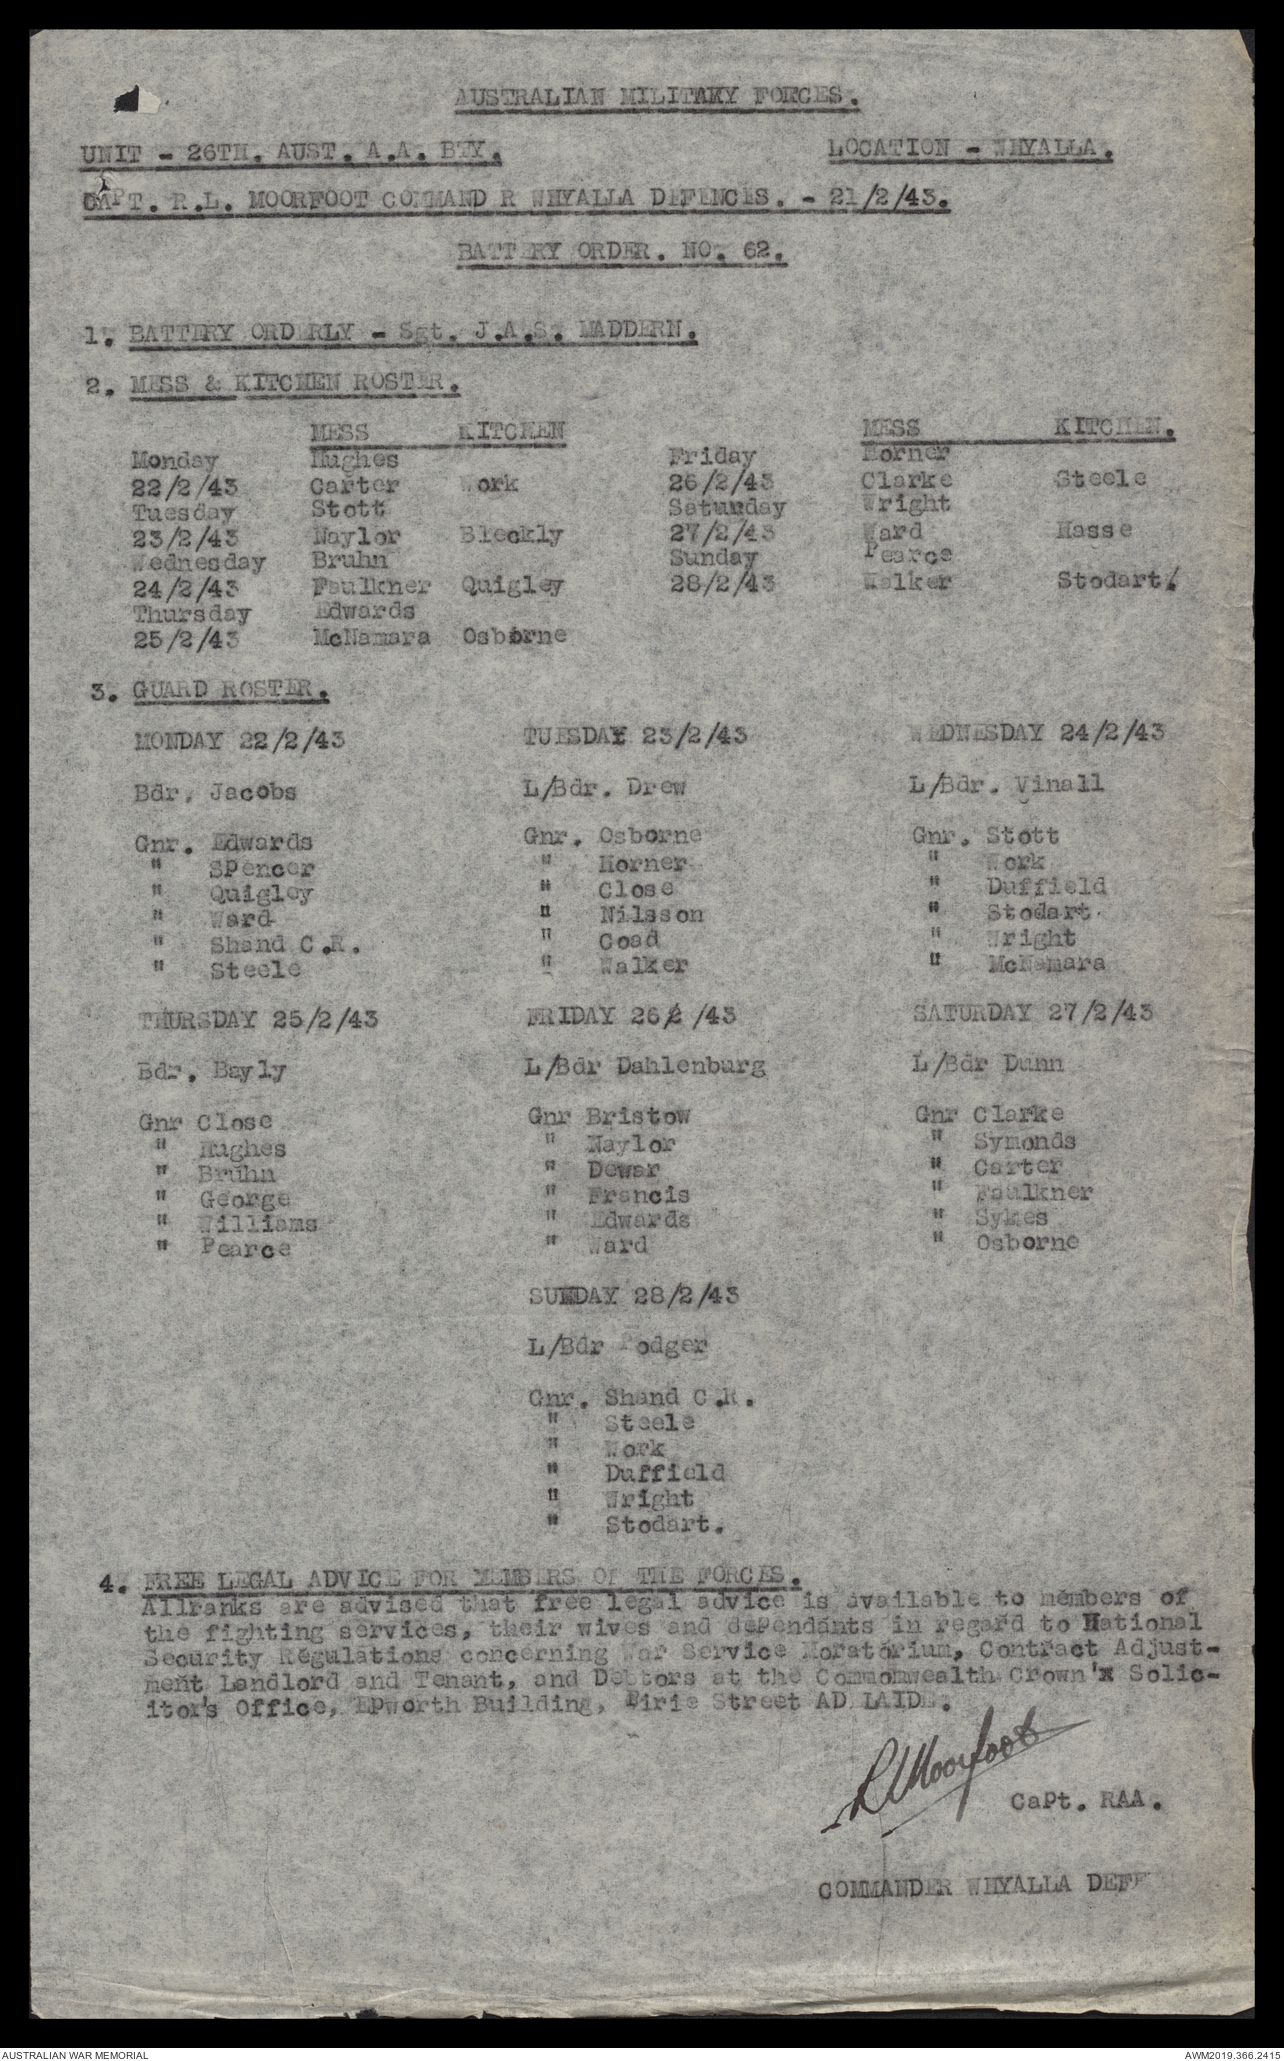 AUSTRALIAN MILITARY FORCES.
UNIT - 26TH. AUST. A.A. BTY. LOCATION - WHYALLA.
CAPT. R.L. MOORFOOT COMMAND R WHYALLA DEFENCES. - 21/2/43.
BATTERY ORDER. NO. 62.
1. BATTERY ORDERLY - Sgt. J.A.S. MADDERN.
2. MESS & KITCHEN ROSTER.
MESS KITCHEN MESS KITCHEN.
Monday Hughes Friday Horner
22/2/43 Carter Work 26/2/43 Clarke Steele
Tuesday Stott Saturday Wright
23/2/43 Naylor Bleckly 27/2/43 Ward Hasse
Wednesday Bruhn Sunday Pearce
24/2/43 Faulkner Quigley 28/2/43 Walker Stodart.
Thursday Edwards
25/2/43 McNamara Osborne
3. GUARD ROSTER.
MONDAY 22/2/43 TUESDAY 23/2/43 WEDNESDAY 24/2/43
Bdr. Jacobs L/Bdr. Drew L/Bdr. Vinall
Gnr. Edwards Gnr. Osborne Gnr. Stott
" SPencer " Horner " Work
" Quigley " Close " Duffield
" Ward " Nilsson " Stodart
" Shand C.R. " Coad " Wright
" Steele " Walker " McNamara
THURSDAY 25/2/43 FRIDAY 26/2 /43 SATURDAY 27/2/43
Bdr. Bayly L/Bdr Dahlenburg L/Bdr Dunn
Gnr Close Gnr Bristow Gnr Clarke
" Hughes " Naylor " Symonds
" Bruhn " Dewar " Carter
" George " Francis " Faulkner
" Williams " Edwards " Sykes
" Pearce " Ward " Osborne
SUNDAY 28/2/43
L/Bdr Podger
Gnr. Shand C.R.
" Steele
" Work
" Duffield
" Wright
" Stodart.
4. FREE LEGAL ADVICE FOR MEMBERS OF THE FORCES.
Allranks are advised that free legal advice is available to members of
the fighting services, their wives and dePendants in regard to National
Security Regulations concerning War Service Moratorium, Contract Adjust-
ment Landlord and Tenant, and Debtors at the Commomwealth Crown'x Solic-
itor's Office, EPworth Building, Pirie Street ADELAIDE.
RLMoorfoot
CaPt. RAA.
COMMANDER WHYALLA DEFE
AUSTRALIAN WAR MEMORIAL AWM2019.366.2415